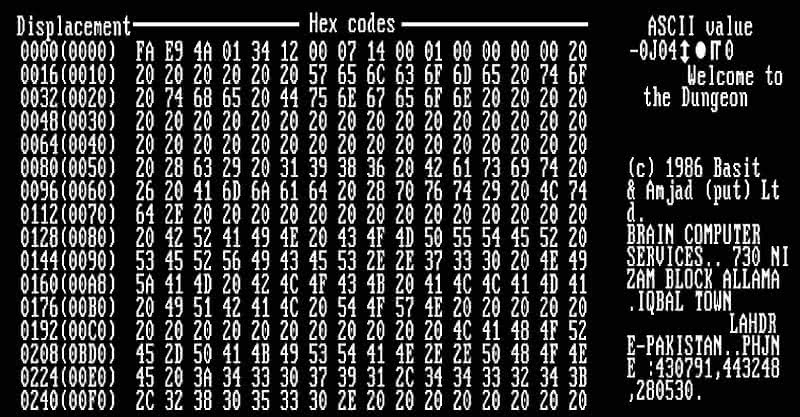 Displacement Hex codes ASCII value
0000(0000) FA E9 4A 01 34 12 00 07 14 00 01 00 00 00 00 20 -0J04↕●╓0
0016(0010) 20 20 20 20 20 20 57 65 6C 63 6F 6D 65 20 74 6F Welcome to
0032(0020) 20 74 68 65 20 44 75 6E 67 65 6F 6E 20 20 20 20 the Dungeon
0048(0030) 20 20 20 20 20 20 20 20 20 20 20 20 20 20 20 20
0064(0040) 20 20 20 20 20 20 20 20 20 20 20 20 20 20 20 20
0080(0050) 20 28 63 29 20 31 39 38 36 20 42 61 73 69 74 20 (c) 1986 Basit
0096(0060) 26 20 41 6D 6A 61 64 20 28 70 76 74 29 20 4C 74 & Amjad (put) Lt
0112(0070) 64 2E 20 20 20 20 20 20 20 20 20 20 20 20 20 20 d.
0128(0080) 20 42 52 41 49 4E 20 43 4F 4D 50 55 54 45 52 20 BRAIN COMPUTER
0144(0090) 53 45 52 56 49 43 45 53 2E 2E 37 33 30 20 4E 49 SERVICES.. 730 NI
0160(00A8) 5A 41 4D 20 42 4C 4F 43 4B 20 41 4C 4C 41 4D 41 ZAM BLOCK ALLAMA
0176(00B0) 20 49 51 42 41 4C 20 54 4F 57 4E 20 20 20 20 20 .IQBAL TOWN
0192(00C0) 20 20 20 20 20 20 20 20 20 20 20 4C 41 48 4F 52 LAHDR
0208(0BD0) 45 2D 50 41 4B 49 53 54 41 4E 2E 2E 50 48 4F 4E E-PAKISTAN..PHJN
0224(00E0) 45 20 3A 34 33 30 37 39 31 2C 34 34 33 32 34 3B E :430791,443248
0240(00F0) 2C 32 38 30 35 33 30 2E 20 20 20 20 20 20 20 20 ,280530.